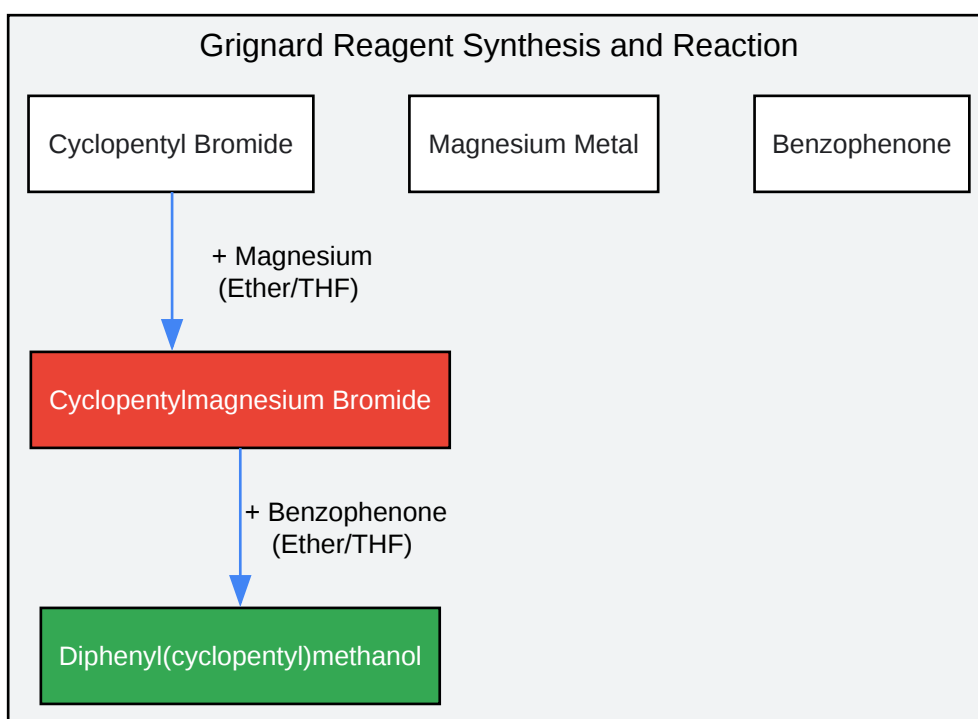 Grignard Reagent Synthesis and Reaction
Cyclopentyl Bromide
Magnesium Metal
Benzophenone
+ Magnesium
(Ether/THF)
Cyclopentylmagnesium Bromide
+ Benzophenone
(Ether/THF)
Diphenyl(cyclopentyl)methanol